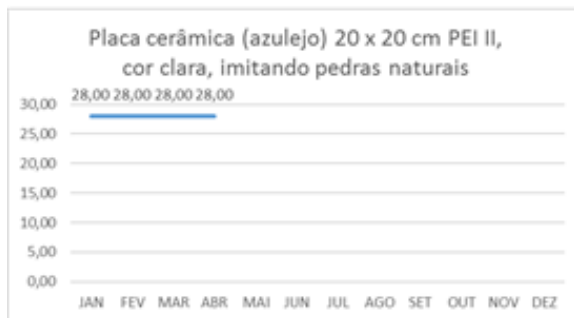 Placa cerâmica (azulejo) 20 x 20 cm PEI II,
cor clara, imitando pedras naturais
28,00 28,00 28,00 28,00
30,00
25,00
20,00
15,00
10,00
5,00
0,00
JAN FEV MAR ABR MAI JUN JUL AGO SET OUT NOV DEZ